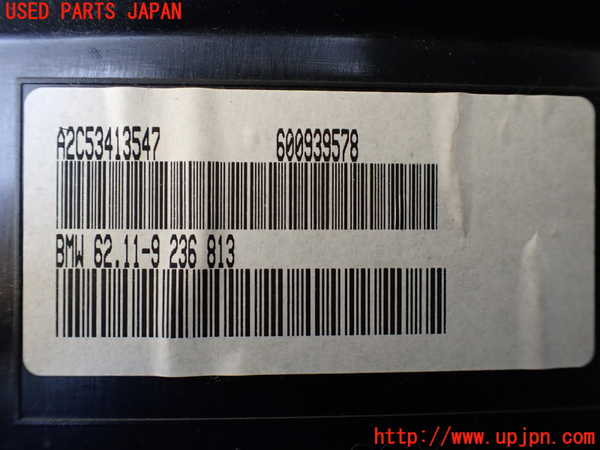 USED PARTS JAPAN
A2C53413547 600939578
BMW 62.11-9 236 813
http://www.upjpn.com/